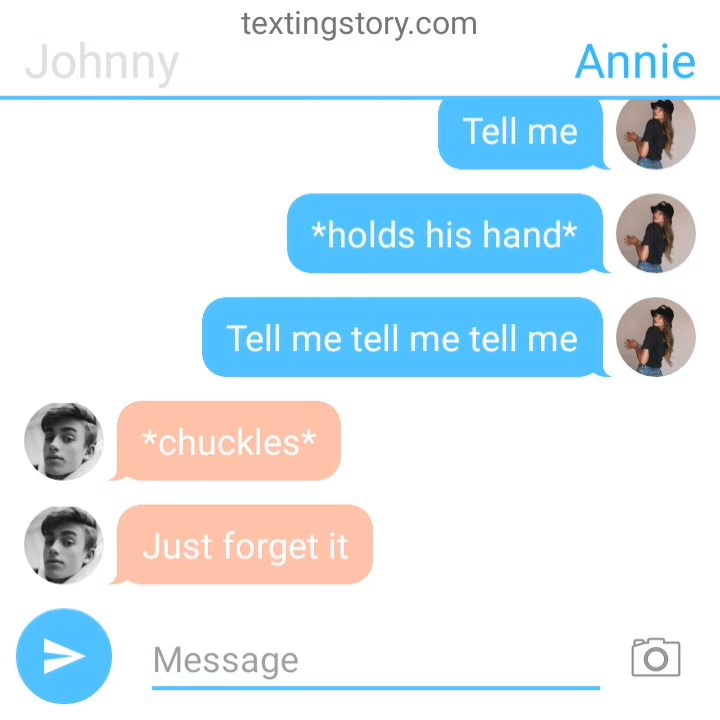 textingstory.com
Johnny
Annie
Tell me
*holds his hand*
Tell me tell me tell me
*chuckles*
Just forget it
Message